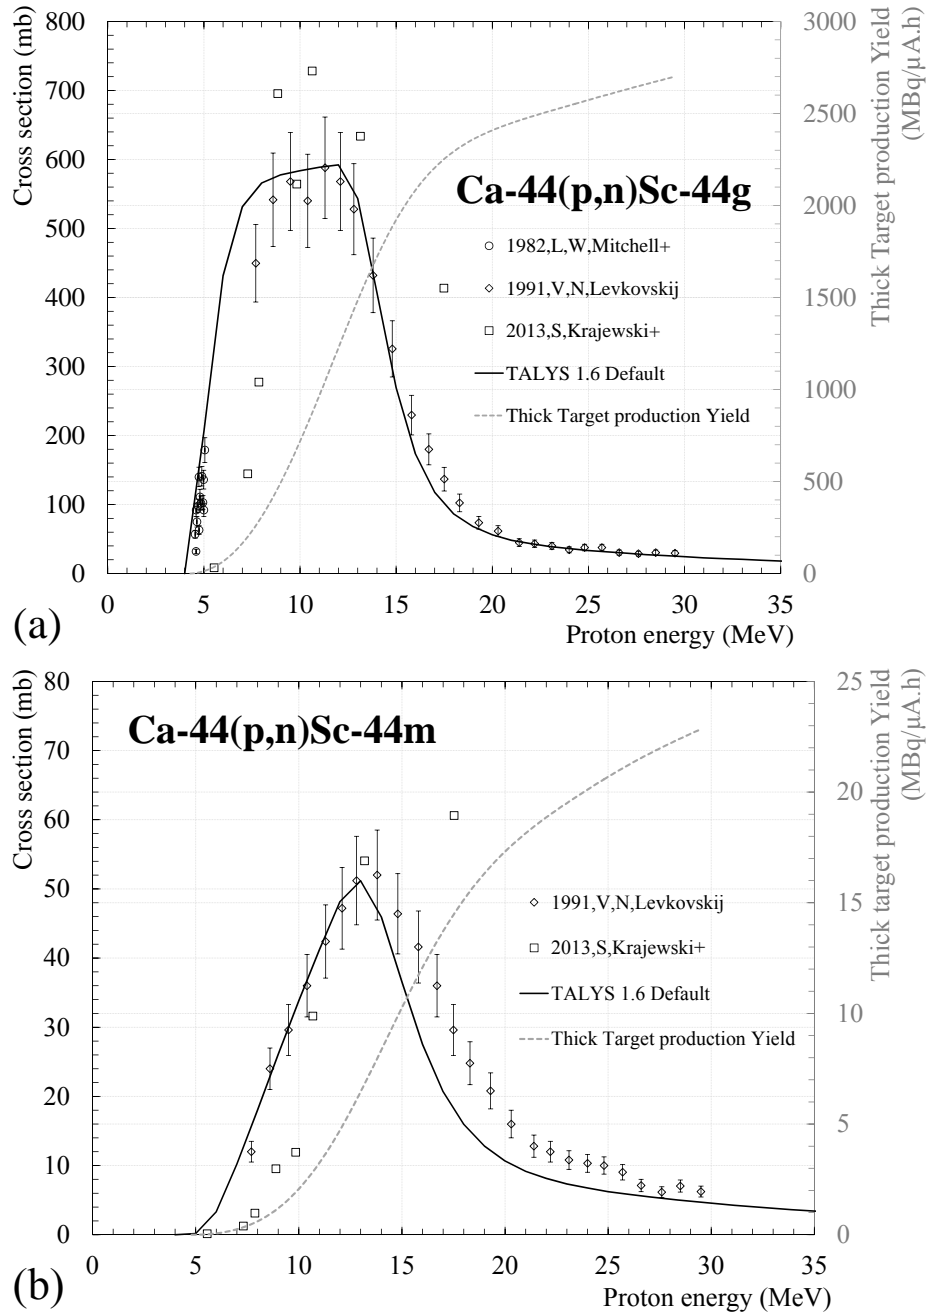 Cross section (mb)
800
700
600
500
400
300
200
100
0
Thick Target production Yield
(MBq/μA.h)
3000
2500
2000
1500
1000
500
0
Ca-44(p,n)Sc-44g
1982,L,W,Mitchell+
1991,V,N,Levkovskij
2013,S,Krajewski+
TALYS 1.6 Default
Thick Target production Yield
0 5 10 15 20 25 30 35
Proton energy (MeV)
(a)
Cross section (mb)
80
70
60
50
40
30
20
10
0
Thick target production Yield
(MBq/μA.h)
25
20
15
10
5
0
Ca-44(p,n)Sc-44m
1991,V,N,Levkovskij
2013,S,Krajewski+
TALYS 1.6 Default
Thick Target production Yield
0 5 10 15 20 25 30 35
Proton energy (MeV)
(b)